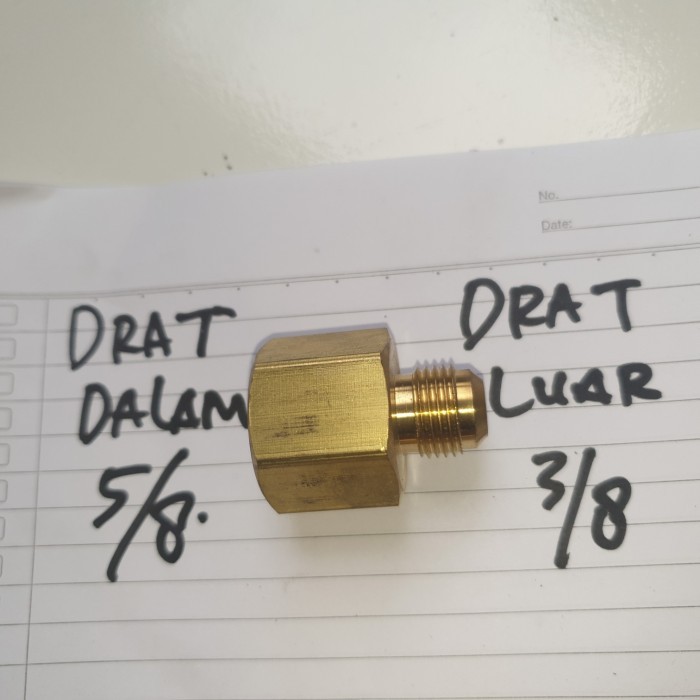 No.
Date:
DRAT
DALAM
5/8.
DRAT
LUAR
3/8